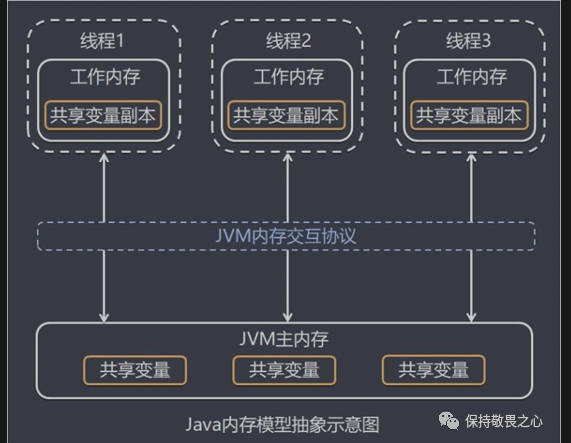 线程1 线程2 线程3
工作内存 工作内存 工作内存
共享变量副本 共享变量副本 共享变量副本
JVM内存交互协议
JVM主内存
共享变量 共享变量 共享变量
Java内存模型抽象示意图
保持敬畏之心